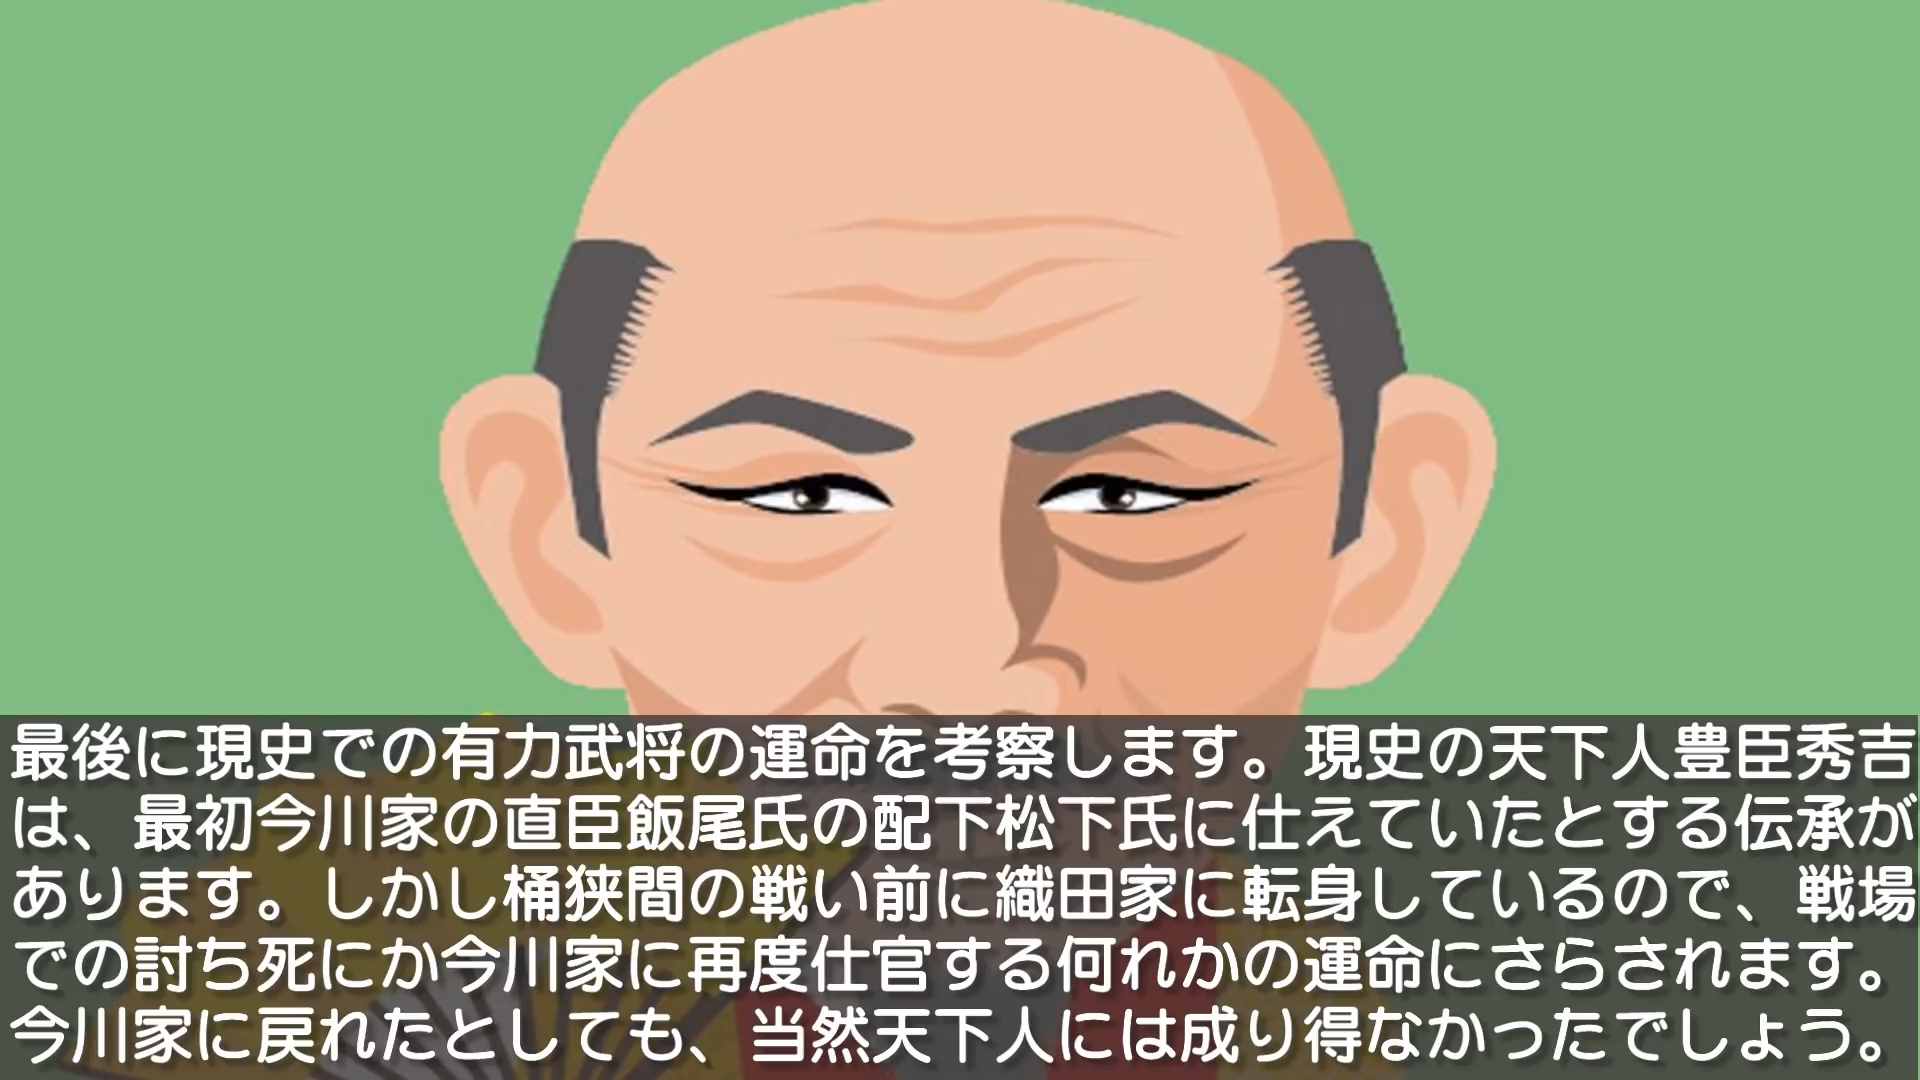 最後に現史での有力武将の運命を考察します。現史の天下人豊臣秀吉
は、最初今川家の直臣飯尾氏の配下松下氏に仕えていたとする伝承が
あります。しかし桶狭間の戦い前に織田家に転身しているので、戦場
での討ち死にか今川家に再度仕官する何れかの運命にさらされます。
今川家に戻れたとしても、当然天下人には成り得なかったでしょう。